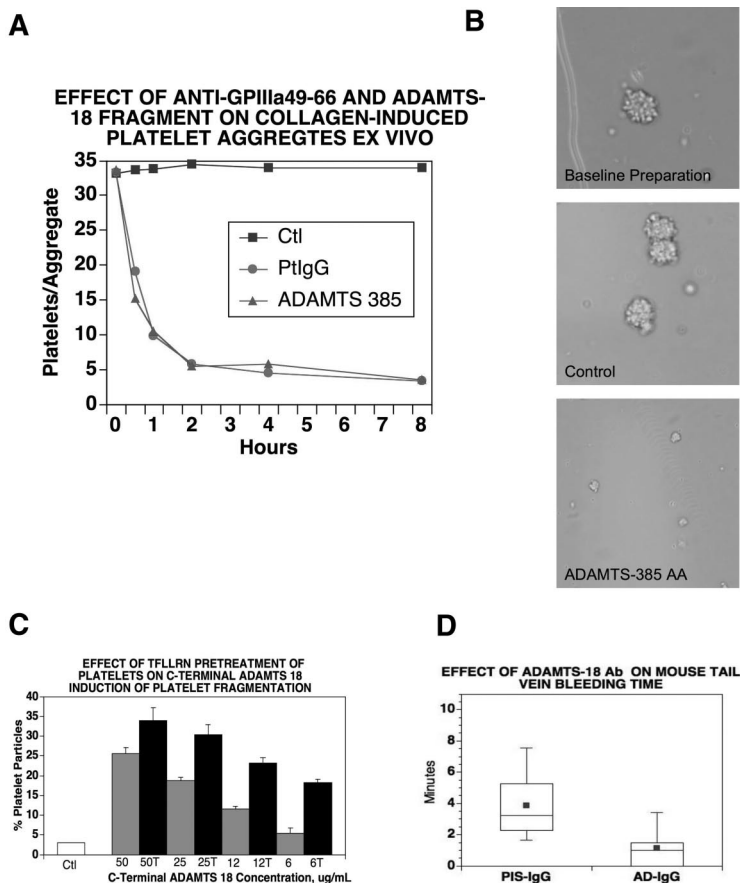 A
EFFECT OF ANTI-GPIIIa49-66 AND ADAMTS-
18 FRAGMENT ON COLLAGEN-INDUCED
PLATELET AGGREGTES EX VIVO
35
30
25
20
15
10
5
0
Platelets/Aggregate
Ctl
PtIgG
ADAMTS 385
0 1 2 3 4 5 6 7 8
Hours
B
Baseline Preparation
Control
ADAMTS-385 AA
C
EFFECT OF TFLLRN PRETREATMENT OF
PLATELETS ON C-TERMINAL ADAMTS 18
INDUCTION OF PLATELET FRAGMENTATION
40
35
30
25
20
15
10
5
0
% Platelet Particles
Ctl 50 50T 25 25T 12 12T 6 6T
C-Terminal ADAMTS 18 Concentration, ug/mL
D
EFFECT OF ADAMTS-18 Ab ON MOUSE TAIL
VEIN BLEEDING TIME
10
8
6
4
2
0
Minutes
PIS-IgG AD-IgG